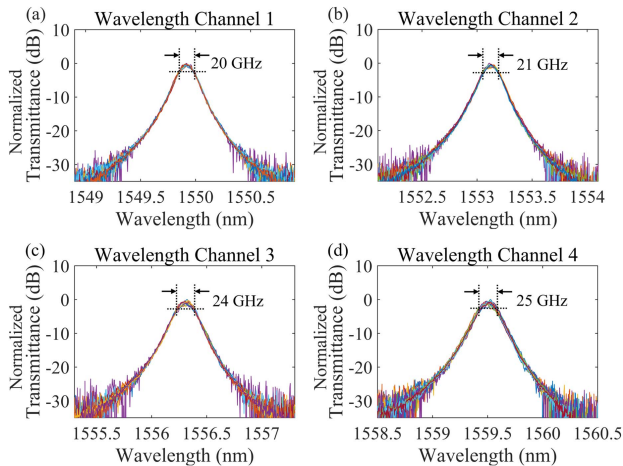 (a) Wavelength Channel 1
Normalized
Transmittance (dB)
10
0
-10
-20
-30
20 GHz
1549 1549.5 1550 1550.5
Wavelength (nm)
(b) Wavelength Channel 2
Normalized
Transmittance (dB)
10
0
-10
-20
-30
21 GHz
1552.5 1553 1553.5 1554
Wavelength (nm)
(c) Wavelength Channel 3
Normalized
Transmittance (dB)
10
0
-10
-20
-30
24 GHz
1555.5 1556 1556.5 1557
Wavelength (nm)
(d) Wavelength Channel 4
Normalized
Transmittance (dB)
10
0
-10
-20
-30
25 GHz
1558.5 1559 1559.5 1560 1560.5
Wavelength (nm)